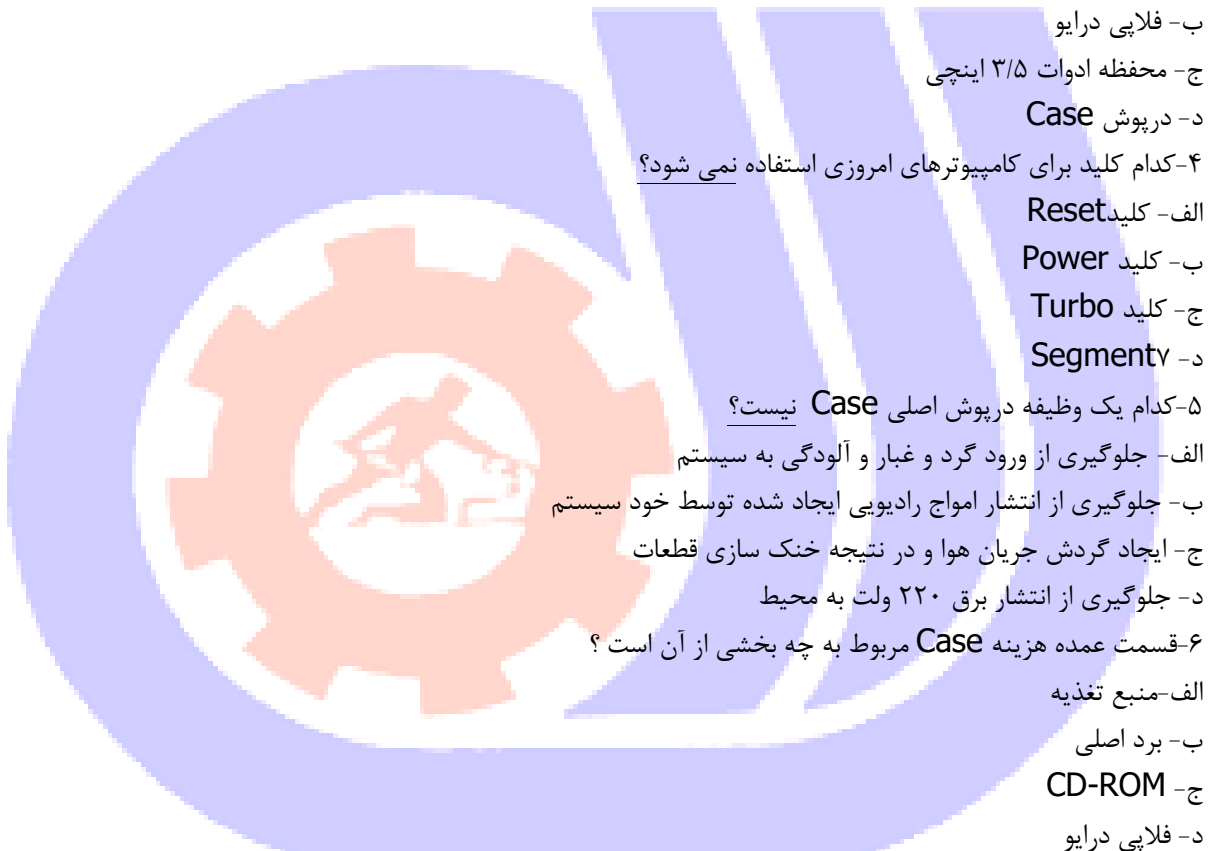 ب- فلاپی درایو
ج- محفظه ادوات ۳/۵ اینچی
د- درپوش Case
۴-کدام کلید برای کامپیوترهای امروزی استفاده نمی شود؟
الف- کلیدReset
ب- کلید Power
ج- کلید Turbo
د- Segment۷
۵-کدام یک وظیفه درپوش اصلی Case نیست؟
الف- جلوگیری از ورود گرد و غبار و آلودگی به سیستم
ب- جلوگیری از انتشار امواج رادیویی ایجاد شده توسط خود سیستم
ج- ایجاد گردش جریان هوا و در نتیجه خنک سازی قطعات
د- جلوگیری از انتشار برق ۲۲۰ ولت به محیط
۶-قسمت عمده هزینه Case مربوط به چه بخشی از آن است ؟
الف-منبع تغذیه
ب- برد اصلی
ج- CD-ROM
د- فلاپی درایو